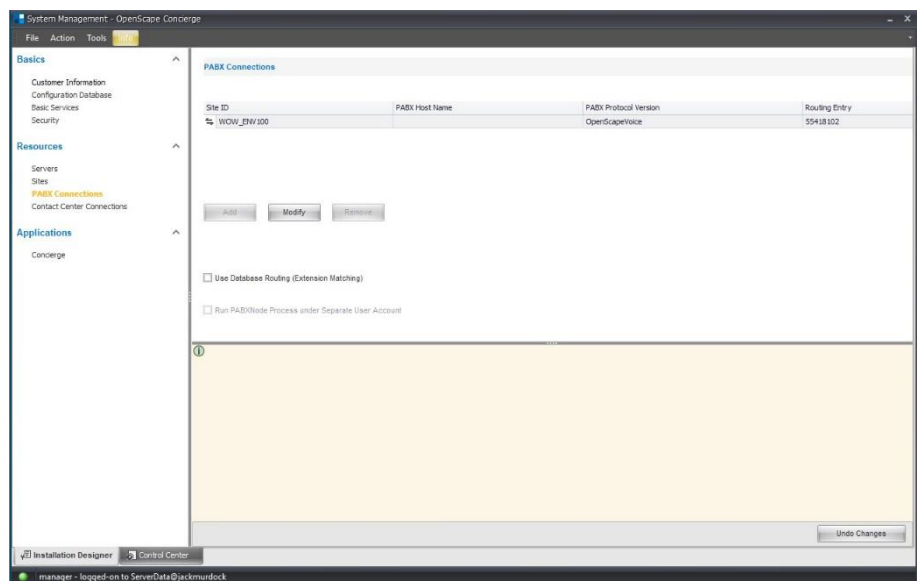 System Management - OpenScape Concierge
File Action Tools Info
Basics
Customer Information
Configuration Database
Basic Services
Security
Resources
Servers
Sites
PABX Connections
Contact Center Connections
Applications
Concierge
PABX Connections
Site ID PABX Host Name PABX Protocol Version Routing Entry
WOW_ENV100 OpenScapeVoice 55418102
Add Modify Remove
Use Database Routing (Extension Matching)
Run PABXNode Process under Separate User Account
Undo Changes
Installation Designer Control Center
manager - logged-on to ServerData@jackmurdock